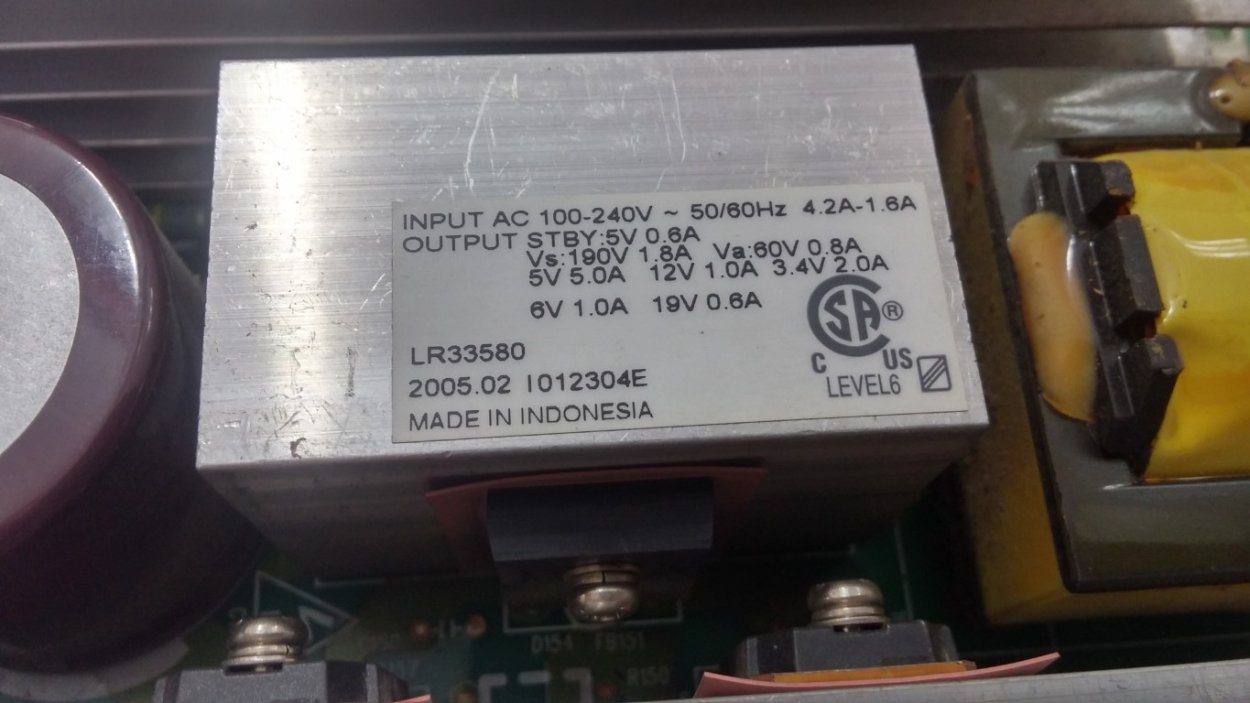 INPUT AC 100-240V ~ 50/60Hz 4.2A-1.6A
OUTPUT STBY:5V 0.6A
Vs:190V 1.8A Va:60V 0.8A
5V 5.0A 12V 1.0A 3.4V 2.0A
6V 1.0A 19V 0.6A
CSA®
C US
LR33580
2005.02 I012304E
LEVEL6
MADE IN INDONESIA
D154 FB151
R150